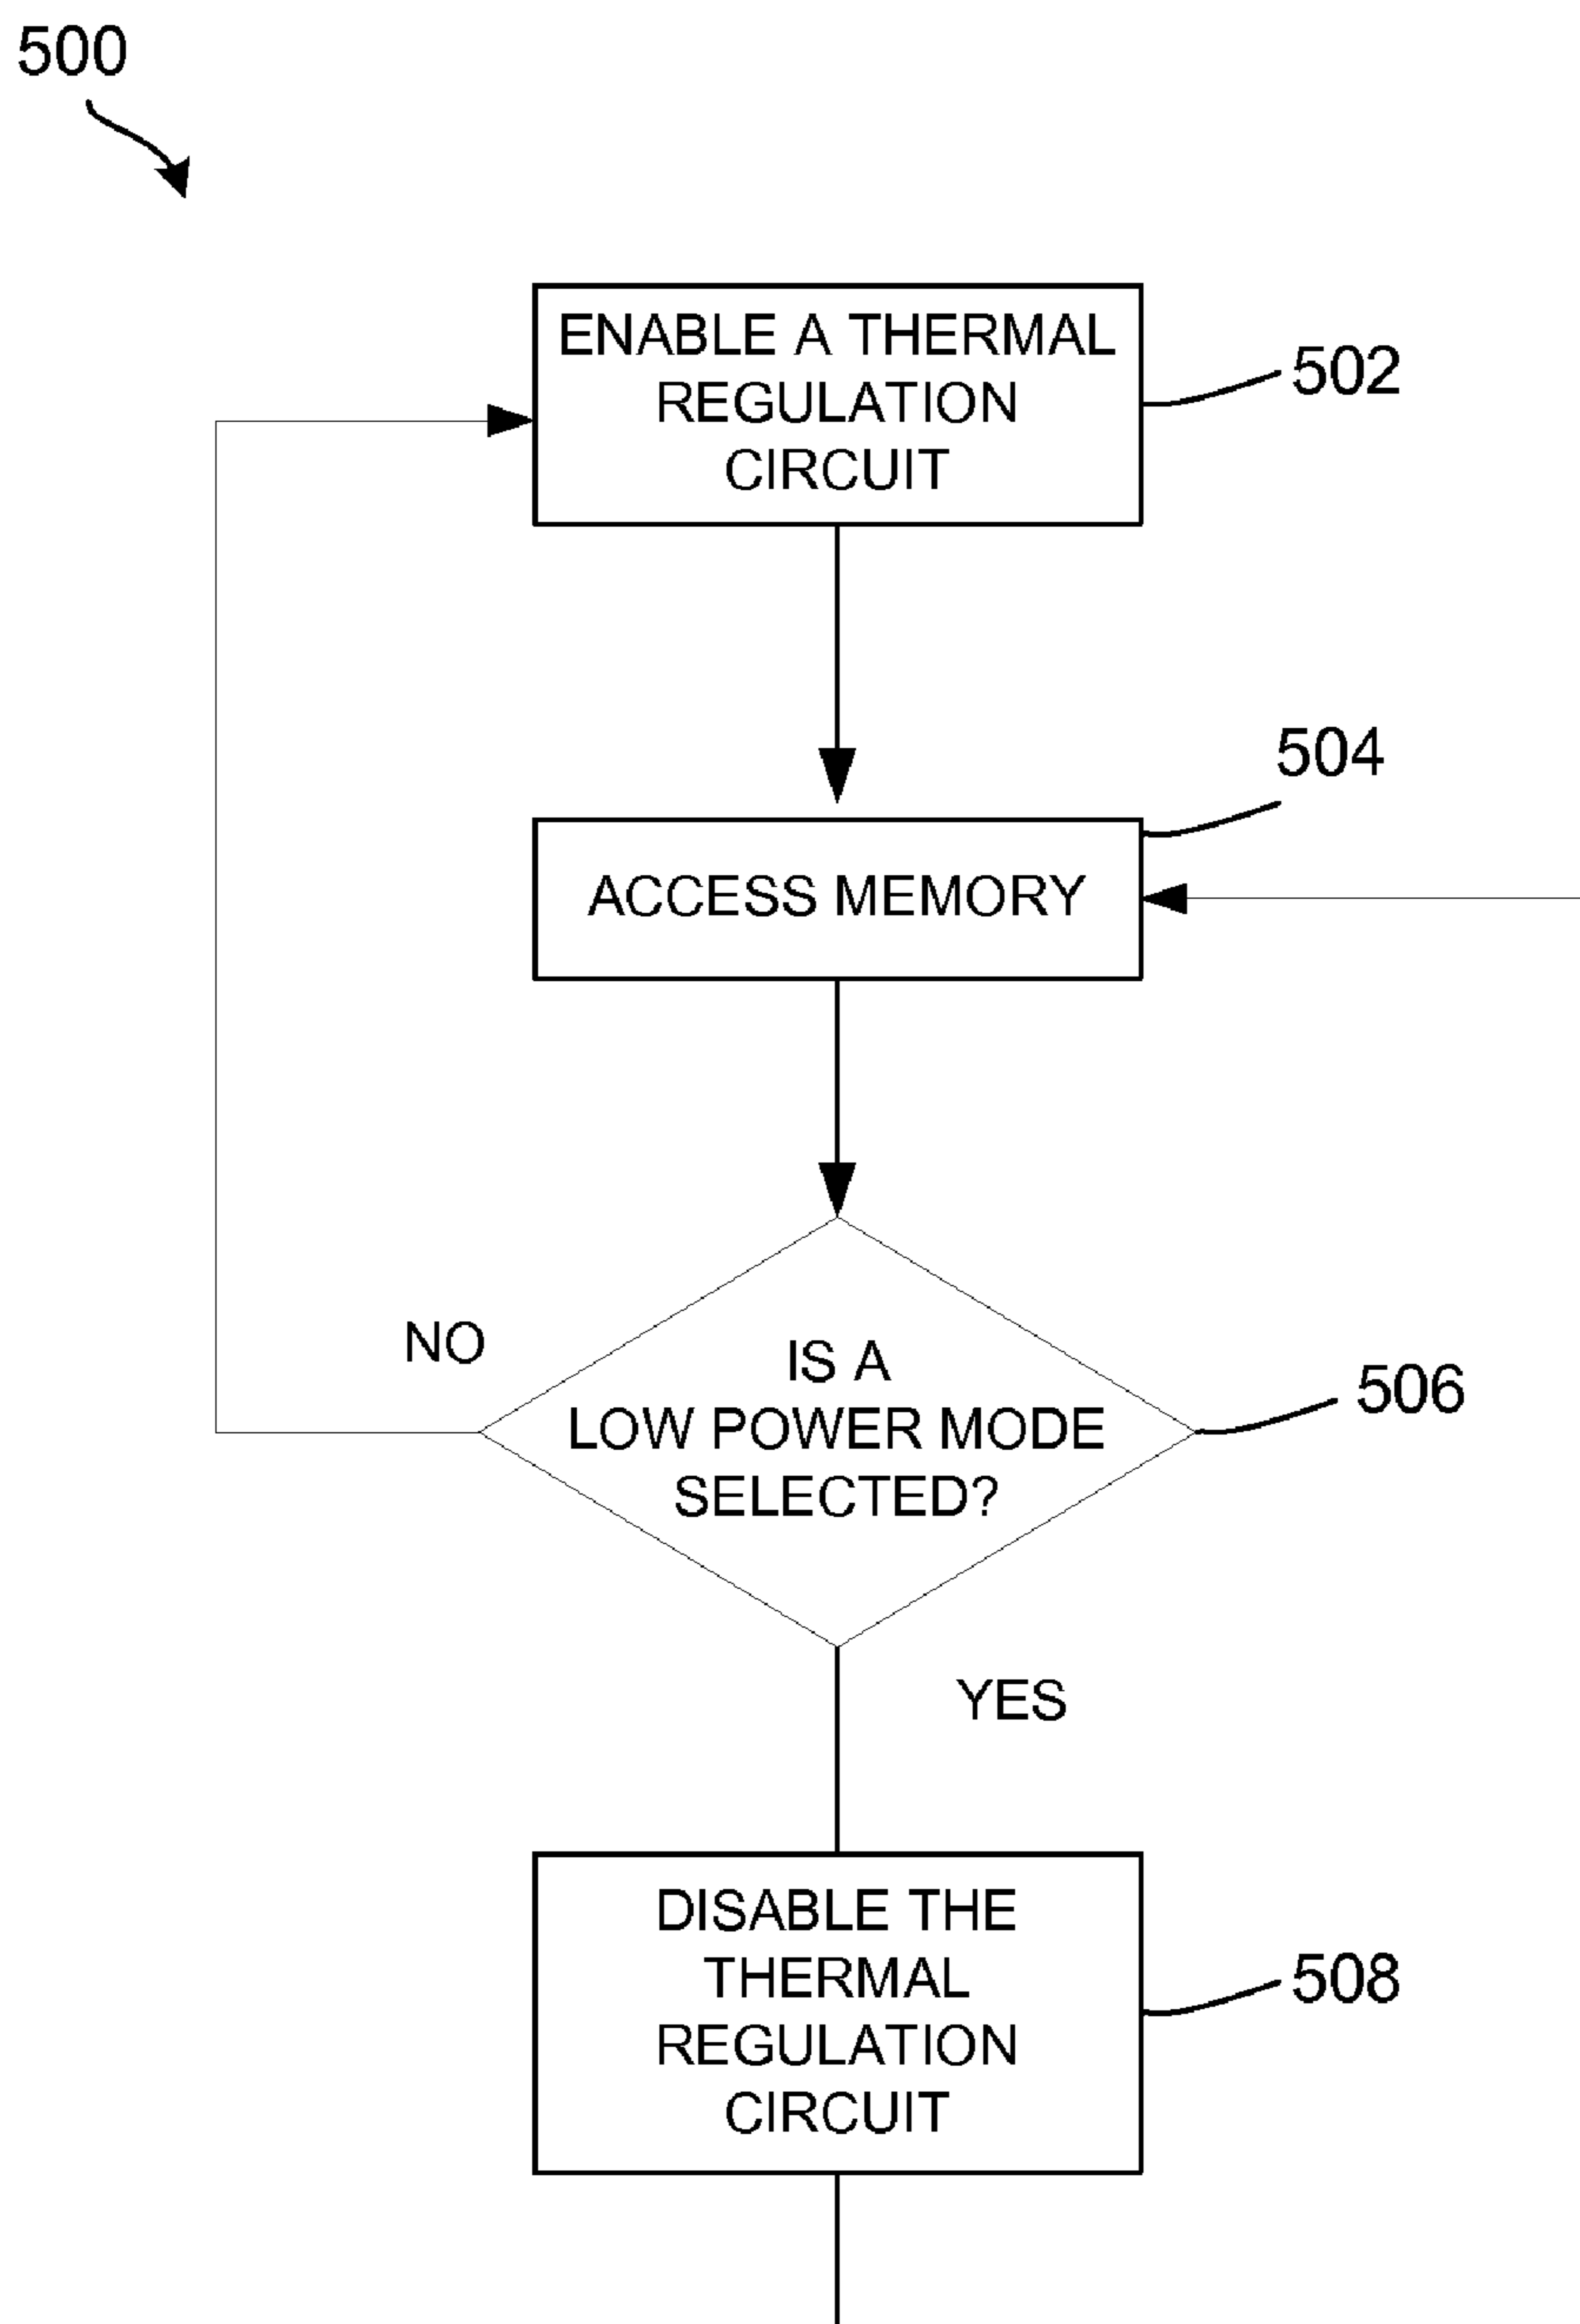 500
ENABLE A THERMAL
REGULATION
CIRCUIT
502
504
ACCESS MEMORY
NO
IS A
LOW POWER MODE
SELECTED?
506
YES
DISABLE THE
THERMAL
REGULATION
CIRCUIT
508